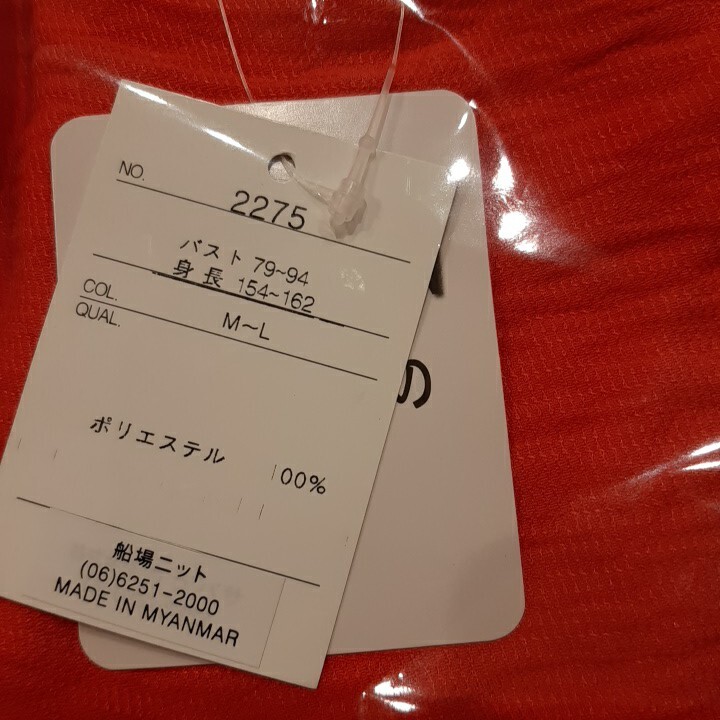 NO.
2275
バスト 79~94
身長 154~162
COL.
M~L
QUAL.
ポリエステル 100%
船場ニット
(06)6251-2000
MADE IN MYANMAR
の